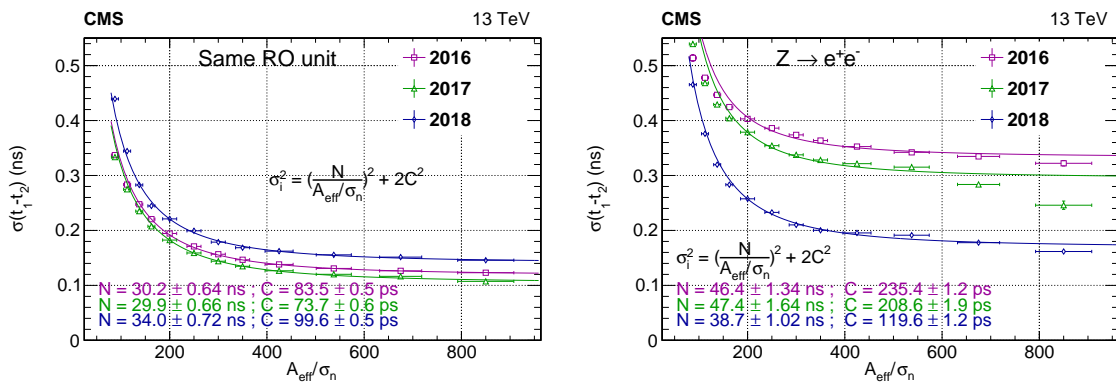 CMS 13 TeV
σ(t₁-t₂) (ns)
0.5
0.4
0.3
0.2
0.1
0
Same RO unit
2016
2017
2018
σᵢ² = (N / A_eff/σₙ)² + 2C²
N = 30.2 ± 0.64 ns ; C = 83.5 ± 0.5 ps
N = 29.9 ± 0.66 ns ; C = 73.7 ± 0.6 ps
N = 34.0 ± 0.72 ns ; C = 99.6 ± 0.5 ps
200 400 600 800
A_eff/σₙ
CMS 13 TeV
σ(t₁-t₂) (ns)
0.5
0.4
0.3
0.2
0.1
0
Z → e⁺e⁻
2016
2017
2018
σᵢ² = (N / A_eff/σₙ)² + 2C²
N = 46.4 ± 1.34 ns ; C = 235.4 ± 1.2 ps
N = 47.4 ± 1.64 ns ; C = 208.6 ± 1.9 ps
N = 38.7 ± 1.02 ns ; C = 119.6 ± 1.2 ps
200 400 600 800
A_eff/σₙ